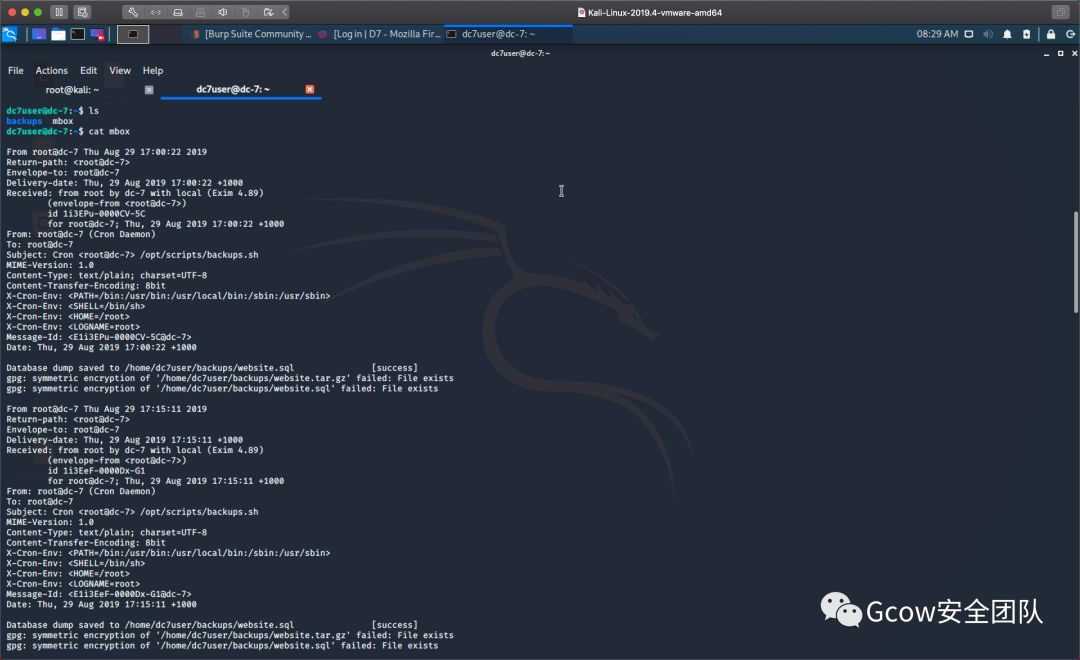 Kali-Linux-2019.4-vmware-amd64
[Burp Suite Community ... [Log in | D7 - Mozilla Fir... dc7user@dc-7: ~ 08:29 AM
dc7user@dc-7: ~
File Actions Edit View Help
root@kali: ~ dc7user@dc-7: ~
dc7user@dc-7:~$ ls
backups mbox
dc7user@dc-7:~$ cat mbox
From root@dc-7 Thu Aug 29 17:00:22 2019
Return-path: <root@dc-7>
Envelope-to: root@dc-7
Delivery-date: Thu, 29 Aug 2019 17:00:22 +1000
Received: from root by dc-7 with local (Exim 4.89)
(envelope-from <root@dc-7>)
id 1i3EPu-0000CV-5C
for root@dc-7; Thu, 29 Aug 2019 17:00:22 +1000
From: root@dc-7 (Cron Daemon)
To: root@dc-7
Subject: Cron <root@dc-7> /opt/scripts/backups.sh
MIME-Version: 1.0
Content-Type: text/plain; charset=UTF-8
Content-Transfer-Encoding: 8bit
X-Cron-Env: <PATH=/bin:/usr/bin:/usr/local/bin:/sbin:/usr/sbin>
X-Cron-Env: <SHELL=/bin/sh>
X-Cron-Env: <HOME=/root>
X-Cron-Env: <LOGNAME=root>
Message-Id: <E1i3EPu-0000CV-5C@dc-7>
Date: Thu, 29 Aug 2019 17:00:22 +1000
Database dump saved to /home/dc7user/backups/website.sql [success]
gpg: symmetric encryption of '/home/dc7user/backups/website.tar.gz' failed: File exists
gpg: symmetric encryption of '/home/dc7user/backups/website.sql' failed: File exists
From root@dc-7 Thu Aug 29 17:15:11 2019
Return-path: <root@dc-7>
Envelope-to: root@dc-7
Delivery-date: Thu, 29 Aug 2019 17:15:11 +1000
Received: from root by dc-7 with local (Exim 4.89)
(envelope-from <root@dc-7>)
id 1i3EeF-0000Dx-G1
for root@dc-7; Thu, 29 Aug 2019 17:15:11 +1000
From: root@dc-7 (Cron Daemon)
To: root@dc-7
Subject: Cron <root@dc-7> /opt/scripts/backups.sh
MIME-Version: 1.0
Content-Type: text/plain; charset=UTF-8
Content-Transfer-Encoding: 8bit
X-Cron-Env: <PATH=/bin:/usr/bin:/usr/local/bin:/sbin:/usr/sbin>
X-Cron-Env: <SHELL=/bin/sh>
X-Cron-Env: <HOME=/root>
X-Cron-Env: <LOGNAME=root>
Message-Id: <E1i3EeF-0000Dx-G1@dc-7>
Date: Thu, 29 Aug 2019 17:15:11 +1000
Database dump saved to /home/dc7user/backups/website.sql [success]
gpg: symmetric encryption of '/home/dc7user/backups/website.tar.gz' failed: File exists
gpg: symmetric encryption of '/home/dc7user/backups/website.sql' failed: File exists
Gcow安全团队